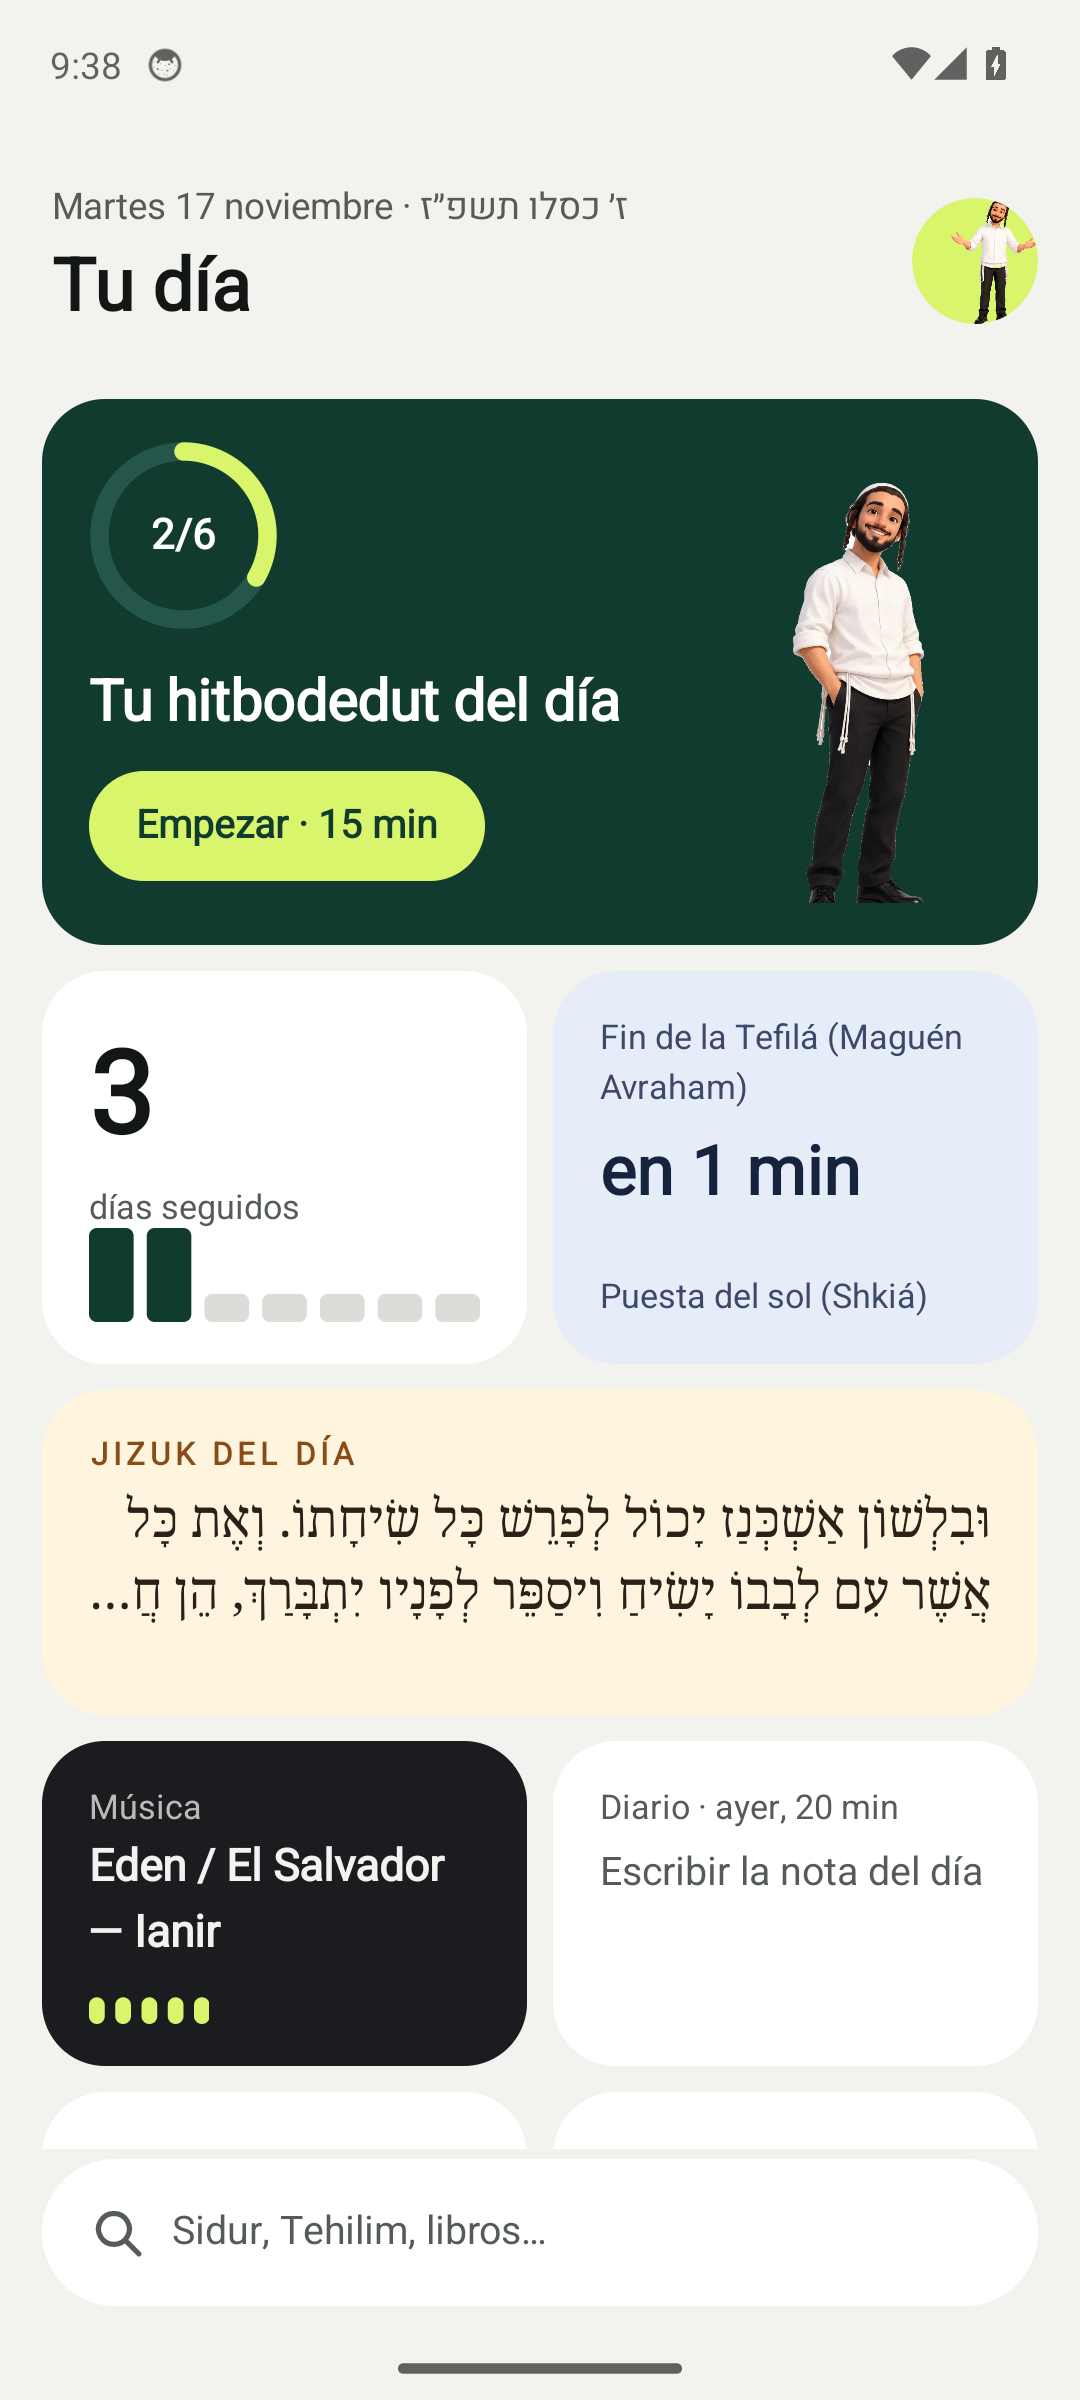 9:38
Martes 17 noviembre · ז׳ כסלו תשפ״ז
Tu día
2/6
Tu hitbodedut del día
Empezar · 15 min
3
días seguidos
Fin de la Tefilá (Maguén
Avraham)
en 1 min
Puesta del sol (Shkiá)
JIZUK DEL DÍA
וּבִלְשׁוֹן אַשְׁכְּנַז יָכוֹל לְפָרֵשׁ כָּל שִׂיחָתוֹ. וְאֶת כָּל
אֲשֶׁר עִם לְבָבוֹ יָשִׂיחַ וִיסַפֵּר לְפָנָיו יִתְבָּרַךְ, הֵן חֲ...
Música
Eden / El Salvador
— Ianir
Diario · ayer, 20 min
Escribir la nota del día
Sidur, Tehilim, libros...